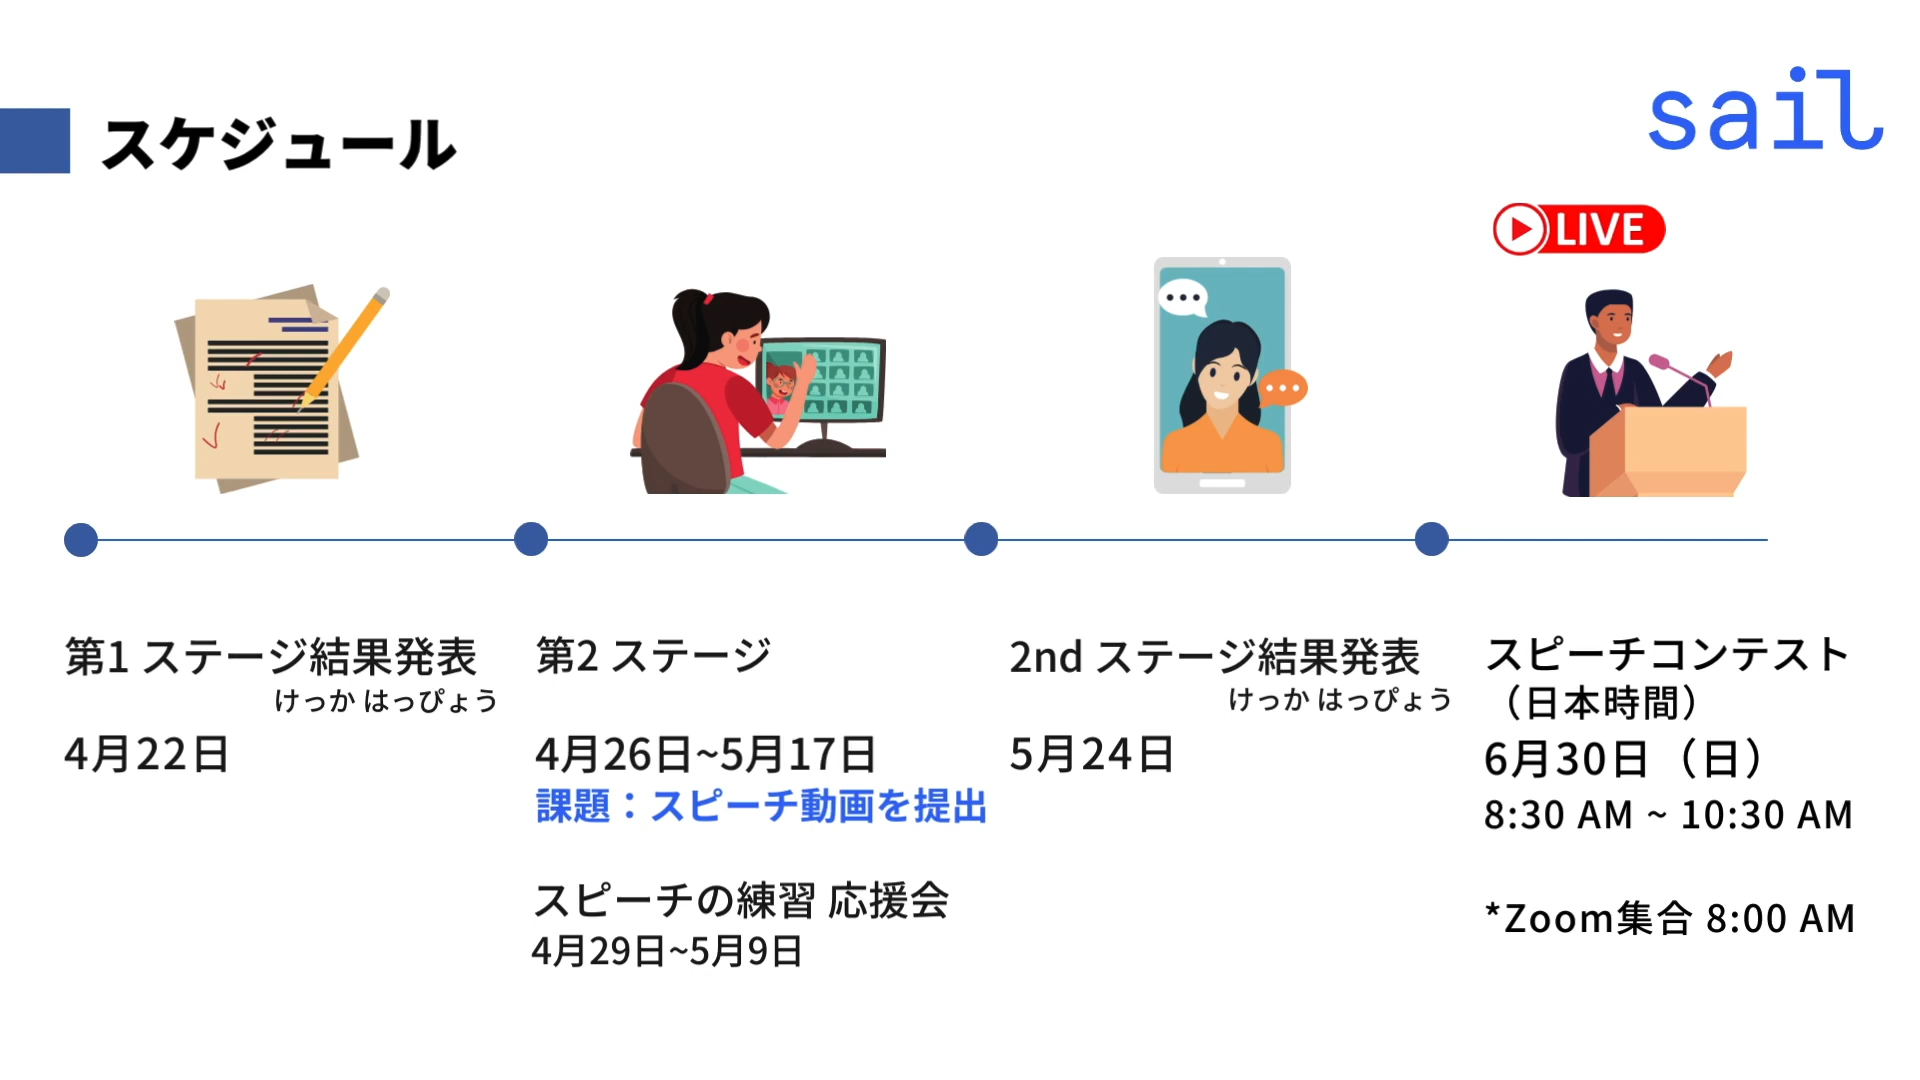 スケジュール
sail
LIVE
第1 ステージ結果発表
けっか はっぴょう
4月22日
第2 ステージ
4月26日~5月17日
課題：スピーチ動画を提出
スピーチの練習 応援会
4月29日~5月9日
2nd ステージ結果発表
けっか はっぴょう
5月24日
スピーチコンテスト
（日本時間）
6月30日（日）
8:30 AM ~ 10:30 AM
*Zoom集合 8:00 AM